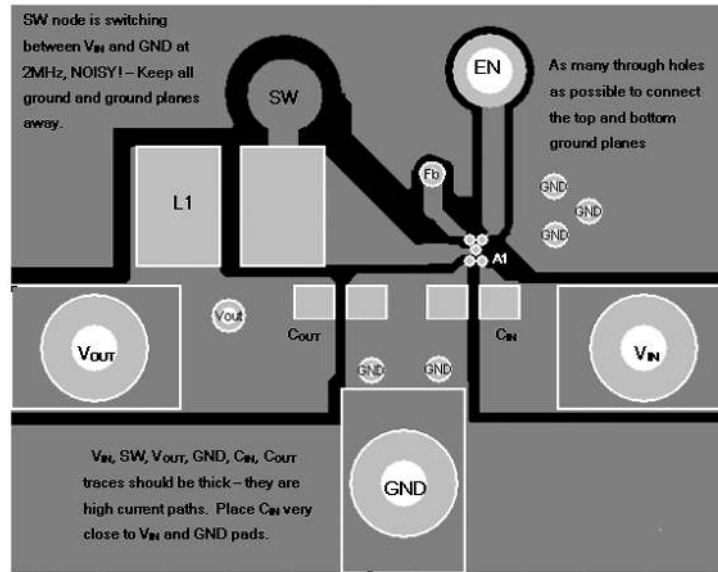 SW node is switching
between VIN and GND at
2MHz, NOISY! – Keep all
ground and ground planes
away.
SW
EN
As many through holes
as possible to connect
the top and bottom
ground planes
Fb
GND
GND
GND
L1
A1
Vout
COUT
CIN
VOUT
VIN
GND
GND
GND
VIN, SW, VOUT, GND, CIN, COUT
traces should be thick – they are
high current paths. Place CIN very
close to VIN and GND pads.